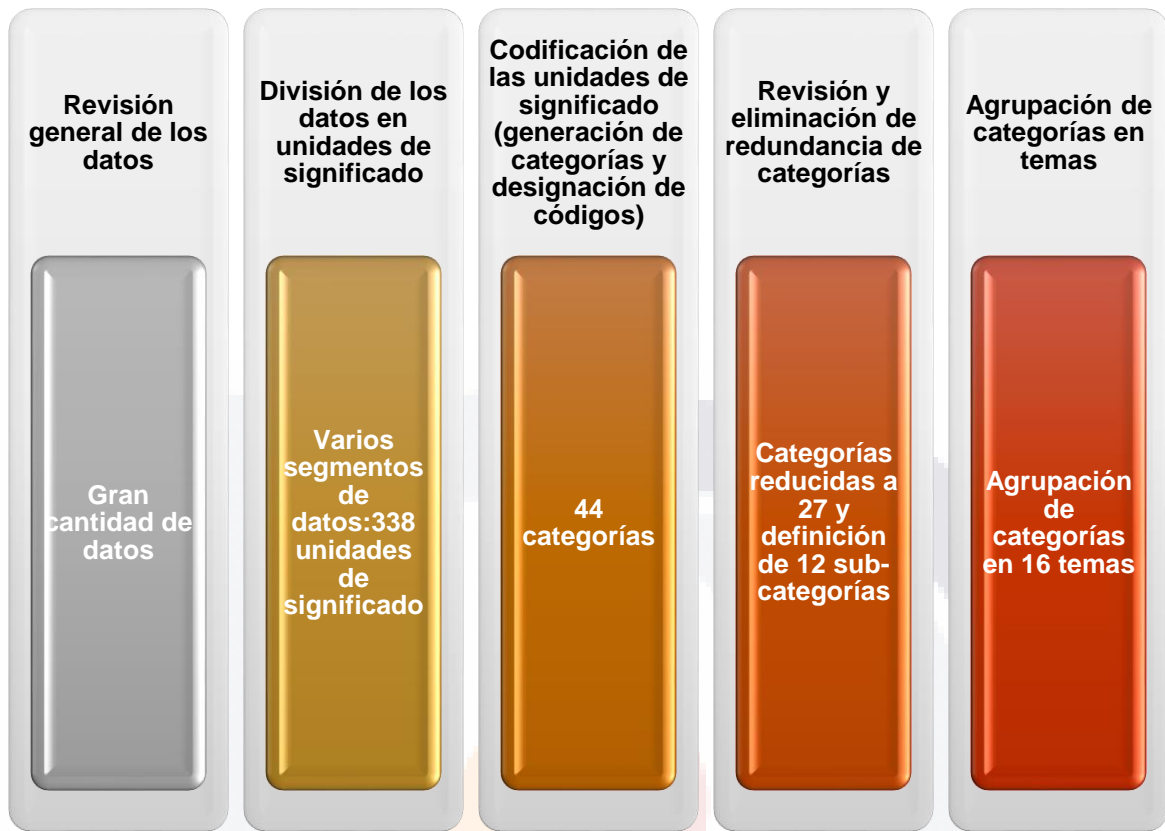 Revisión
general de los
datos
Gran
cantidad de
datos
División de los
datos en
unidades de
significado
Varios
segmentos
de
datos:338
unidades
de
significado
Codificación de
las unidades de
significado
(generación de
categorías y
designación de
códigos)
44
categorías
Revisión y
eliminación de
redundancia de
categorías
Categorías
reducidas a
27 y
definición
de 12 sub-
categorías
Agrupación de
categorías en
temas
Agrupación
de
categorías
en 16 temas